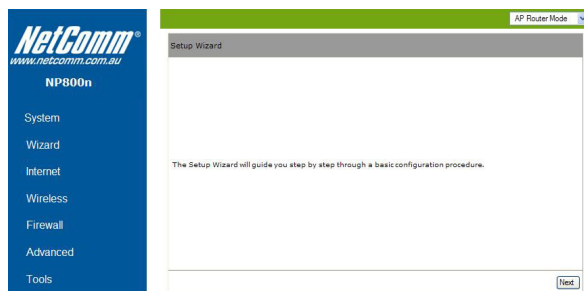 NetComm®
www.netcomm.com.au
NP800n
System
Wizard
Internet
Wireless
Firewall
Advanced
Tools
AP Router Mode
Setup Wizard
The Setup Wizard will guide you step by step through a basic configuration procedure.
Next